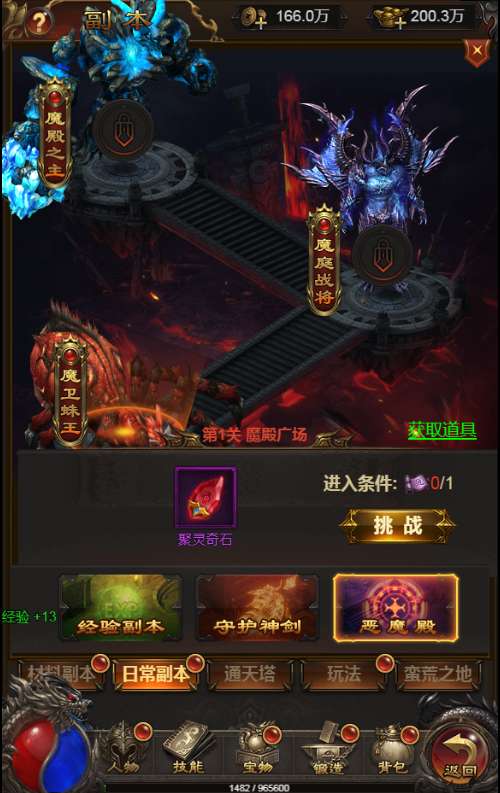 副本
166.0万
200.3万
魔殿之主
魔庭战将
魔卫蛛王
第1关 魔殿广场
获取道具
进入条件: 0/1
聚灵奇石
挑战
经验 +13
经验副本
守护神剑
恶魔殿
材料副本
日常副本
通天塔
玩法
蛮荒之地
人物
技能
宝物
锻造
背包
返回
1482 / 965600